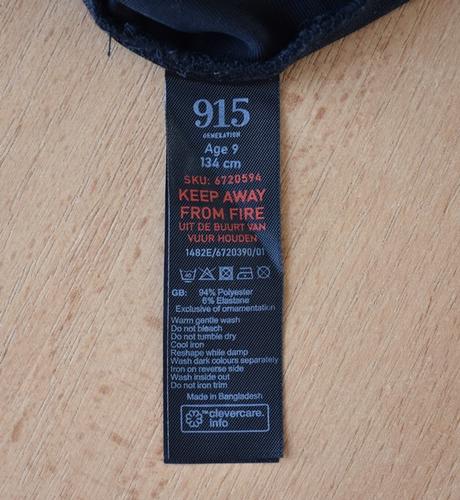 915
GENERATION
Age 9
134 cm
SKU: 6720594
KEEP AWAY
FROM FIRE
UIT DE BUURT VAN
VUUR HOUDEN
1482E/6720390/01
GB: 94% Polyester
6% Elastane
Exclusive of ornamentation
Warm gentle wash
Do not bleach
Do not tumble dry
Cool iron
Reshape while damp
Wash dark colours separately
Iron on reverse side
Wash inside out
Do not iron trim
Made in Bangladesh
™clevercare.
info